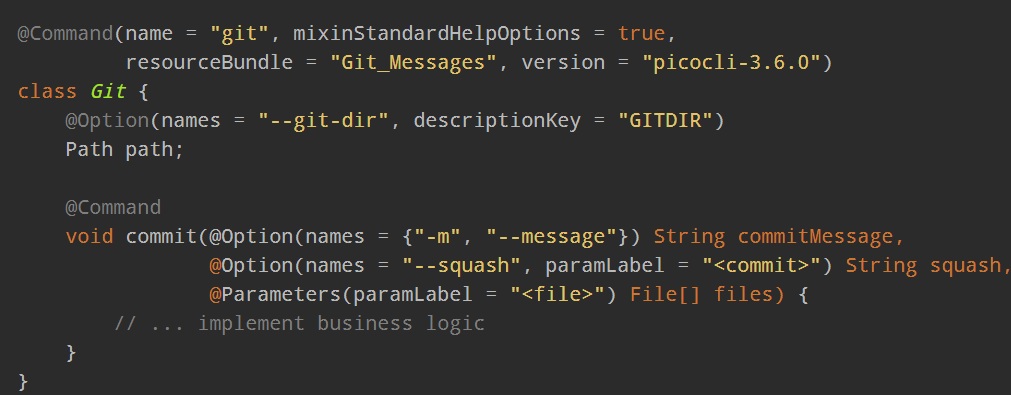 @Command(name = "git", mixinStandardHelpOptions = true,
         resourceBundle = "Git_Messages", version = "picocli-3.6.0")
class Git {
    @Option(names = "--git-dir", descriptionKey = "GITDIR")
    Path path;

    @Command
    void commit(@Option(names = {"-m", "--message"}) String commitMessage,
                @Option(names = "--squash", paramLabel = "<commit>") String squash,
                @Parameters(paramLabel = "<file>") File[] files) {
        // ... implement business logic
    }
}